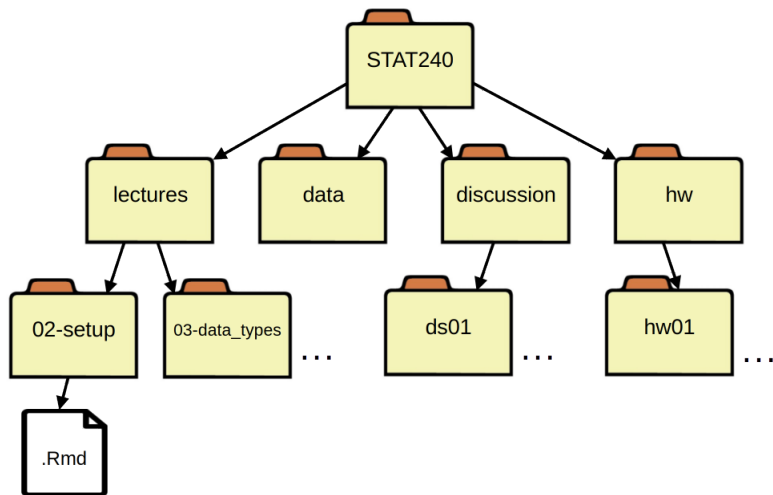 STAT240
lectures
data
discussion
hw
02-setup
03-data_types
...
ds01
...
hw01
...
.Rmd